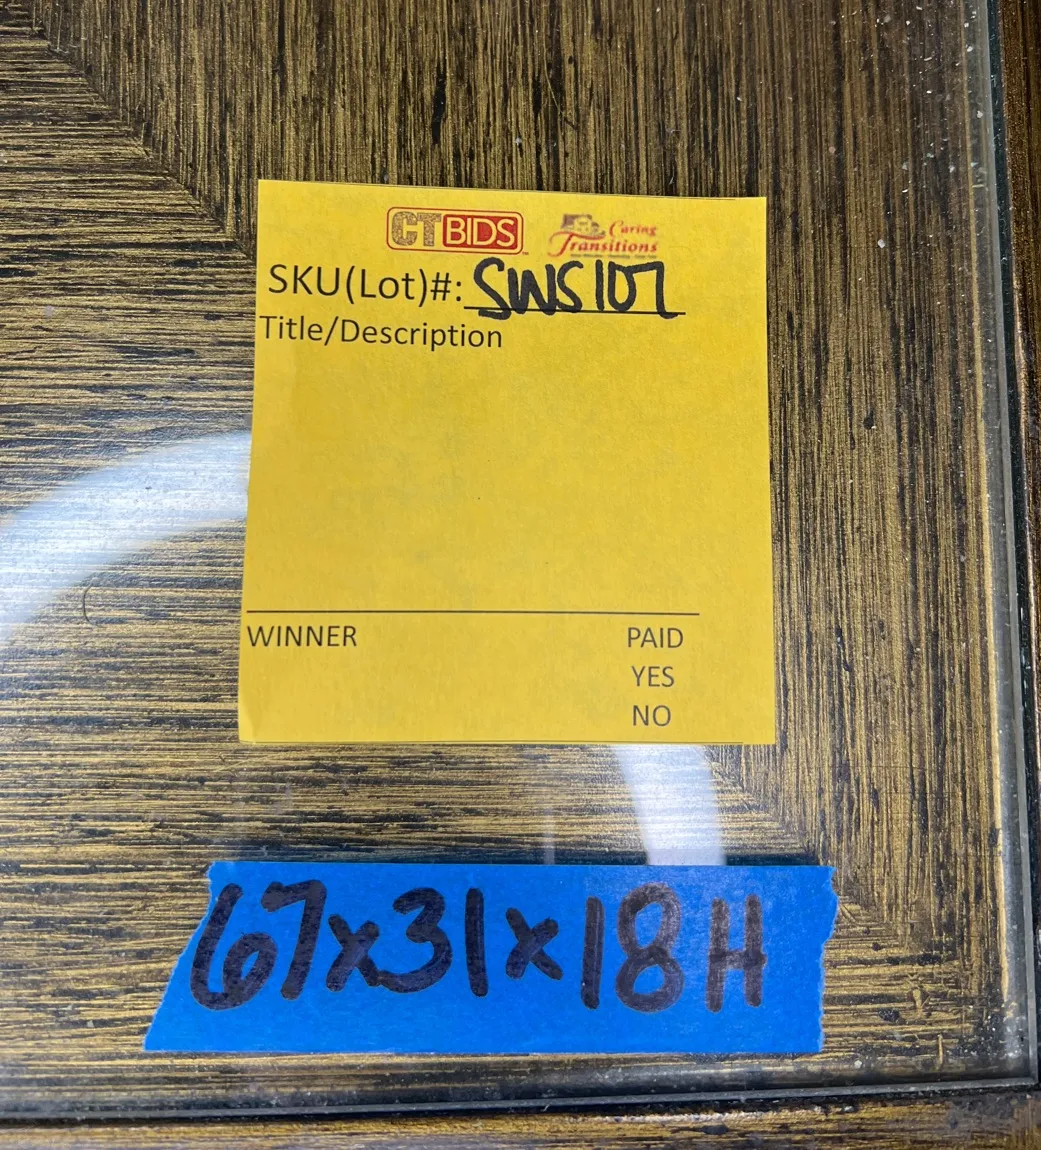 CTBIDS
Caring
Transitions
SKU(Lot)#: SWS107
Title/Description
WINNER PAID
YES
NO
67x31x18H